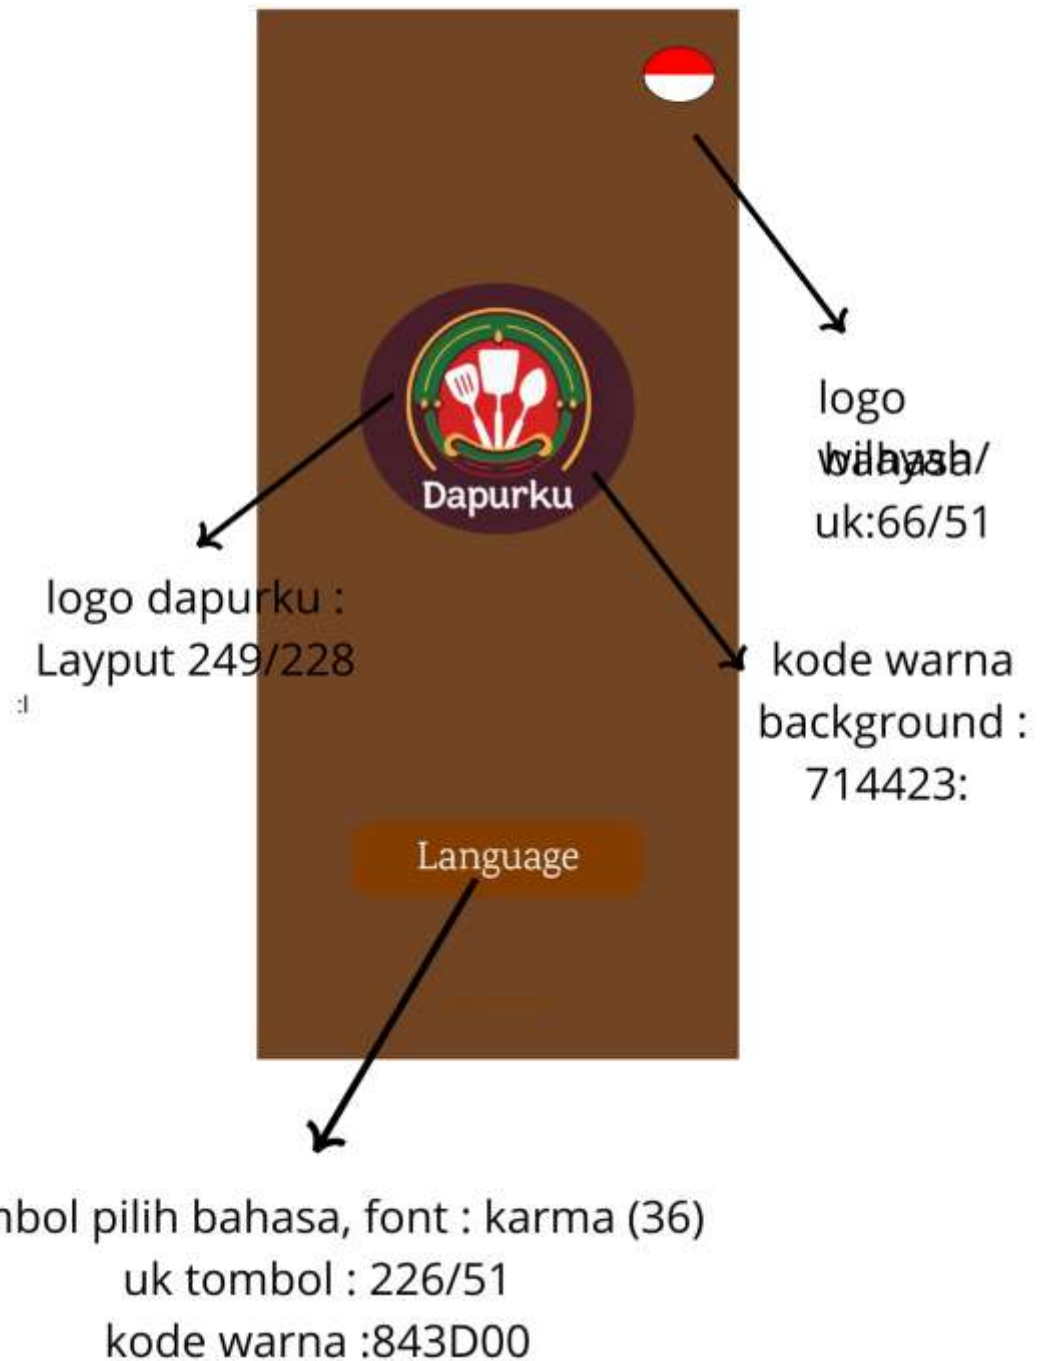 logo
uk:66/51
Dapurku
logo dapurku :
Layput 249/228
:l
kode warna
background :
714423:
Language
pilih bahasa, font : karma (36)
uk tombol : 226/51
kode warna :843D00